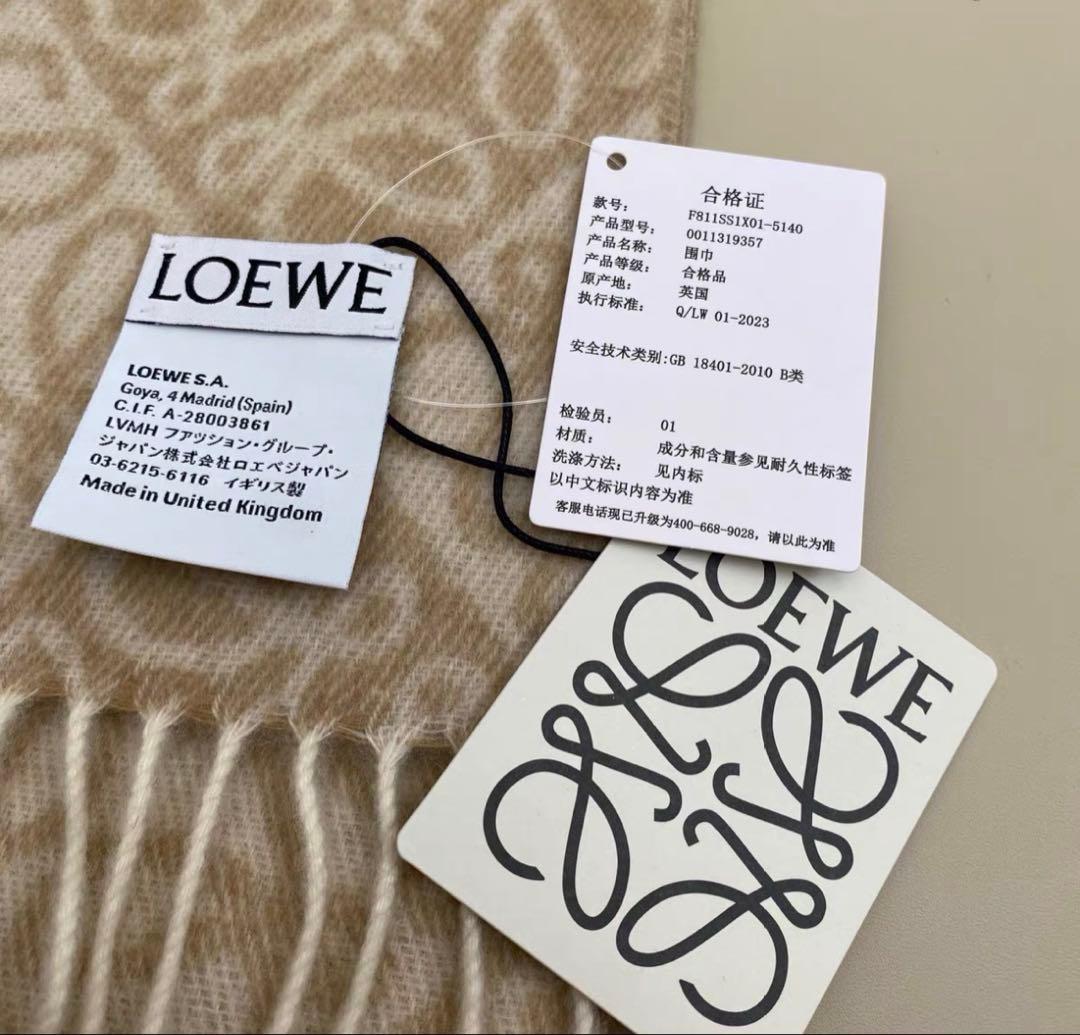 LOEWE
LOEWE S.A.
Goya, 4 Madrid (Spain)
C.I.F. A-28003861
LVMH ファッション・グループ・
ジャパン株式会社ロエベジャパン
03-6215-6116 イギリス製
Made in United Kingdom
合格证
款号: F811SS1X01-5140
产品型号: 0011319357
产品名称: 围巾
产品等级: 合格品
原产地: 英国
执行标准: Q/LW 01-2023
安全技术类别:GB 18401-2010 B类
检验员: 01
材质: 成分和含量参见耐久性标签
洗涤方法: 见内标
以中文标识内容为准
客服电话现已升级为400-668-9028, 请以此为准
LOEWE